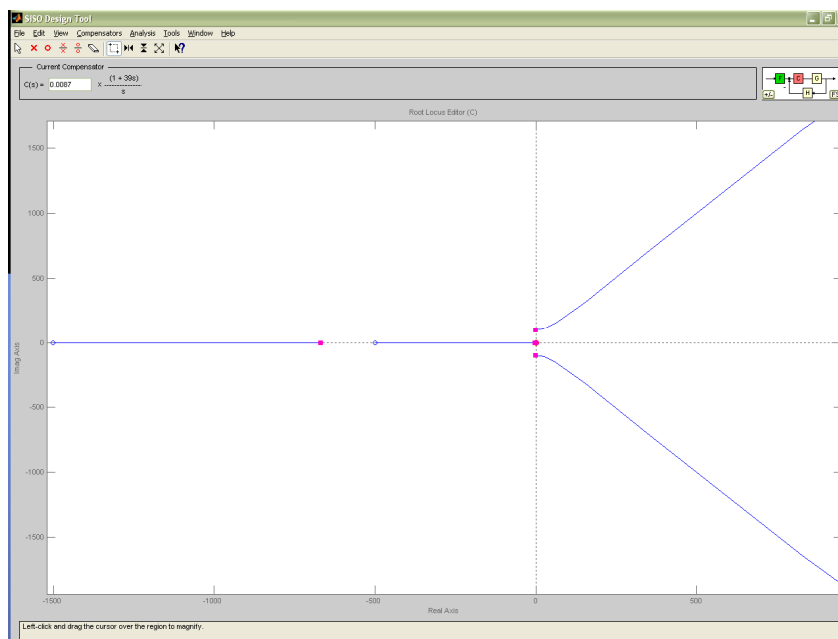 SISO Design Tool
File Edit View Compensators Analysis Tools Window Help
Current Compensator
C(s) = 0.0087 x (1 + 39s)
---------------
s
F C G
+/- H FS
Root Locus Editor (C)
1500
1000
500
0
-500
-1000
-1500
Imag Axis
-1500 -1000 -500 0 500
Real Axis
Left-click and drag the cursor over the region to magnify.